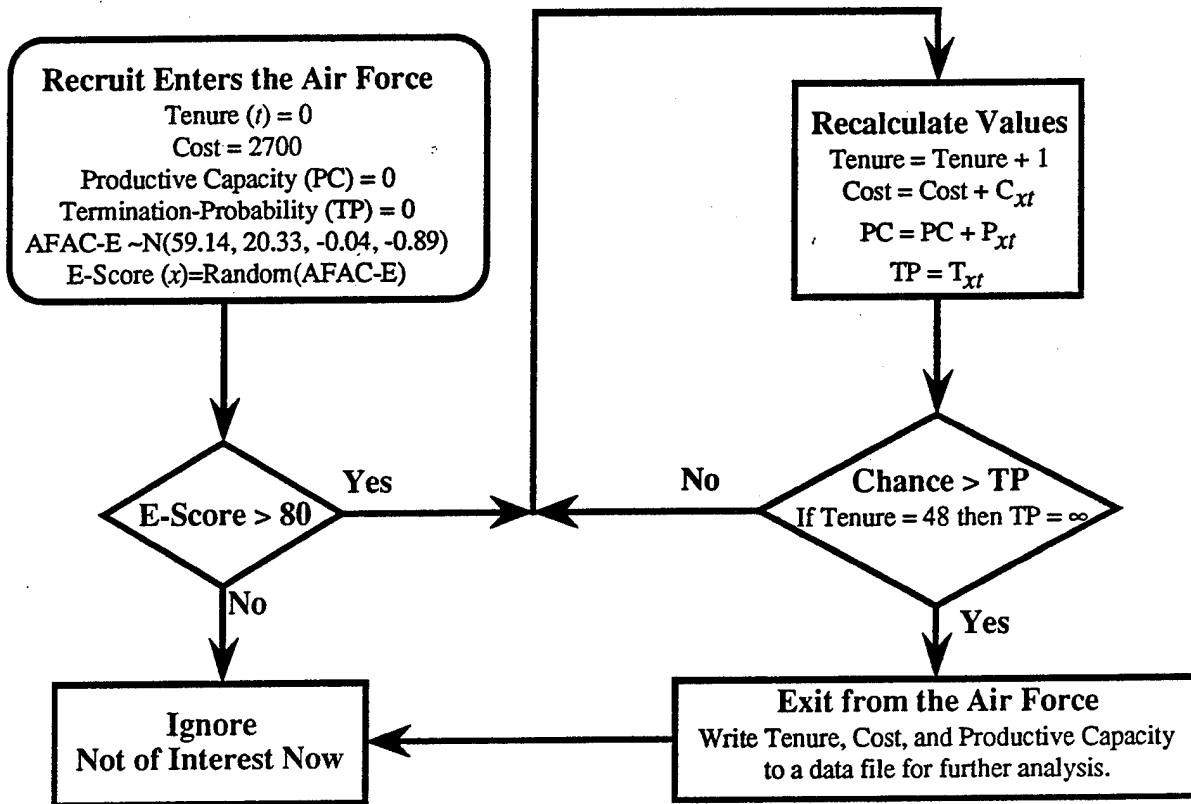 Recruit Enters the Air Force
Tenure (t) = 0
Cost = 2700
Productive Capacity (PC) = 0
Termination-Probability (TP) = 0
AFAC-E ~N(59.14, 20.33, -0.04, -0.89)
E-Score (x)=Random(AFAC-E)
E-Score > 80
Yes
No
Ignore
Not of Interest Now
Recalculate Values
Tenure = Tenure + 1
Cost = Cost + Cxt
PC = PC + Pxt
TP = Txt
No
Chance > TP
If Tenure = 48 then TP = ∞
Yes
Exit from the Air Force
Write Tenure, Cost, and Productive Capacity
to a data file for further analysis.